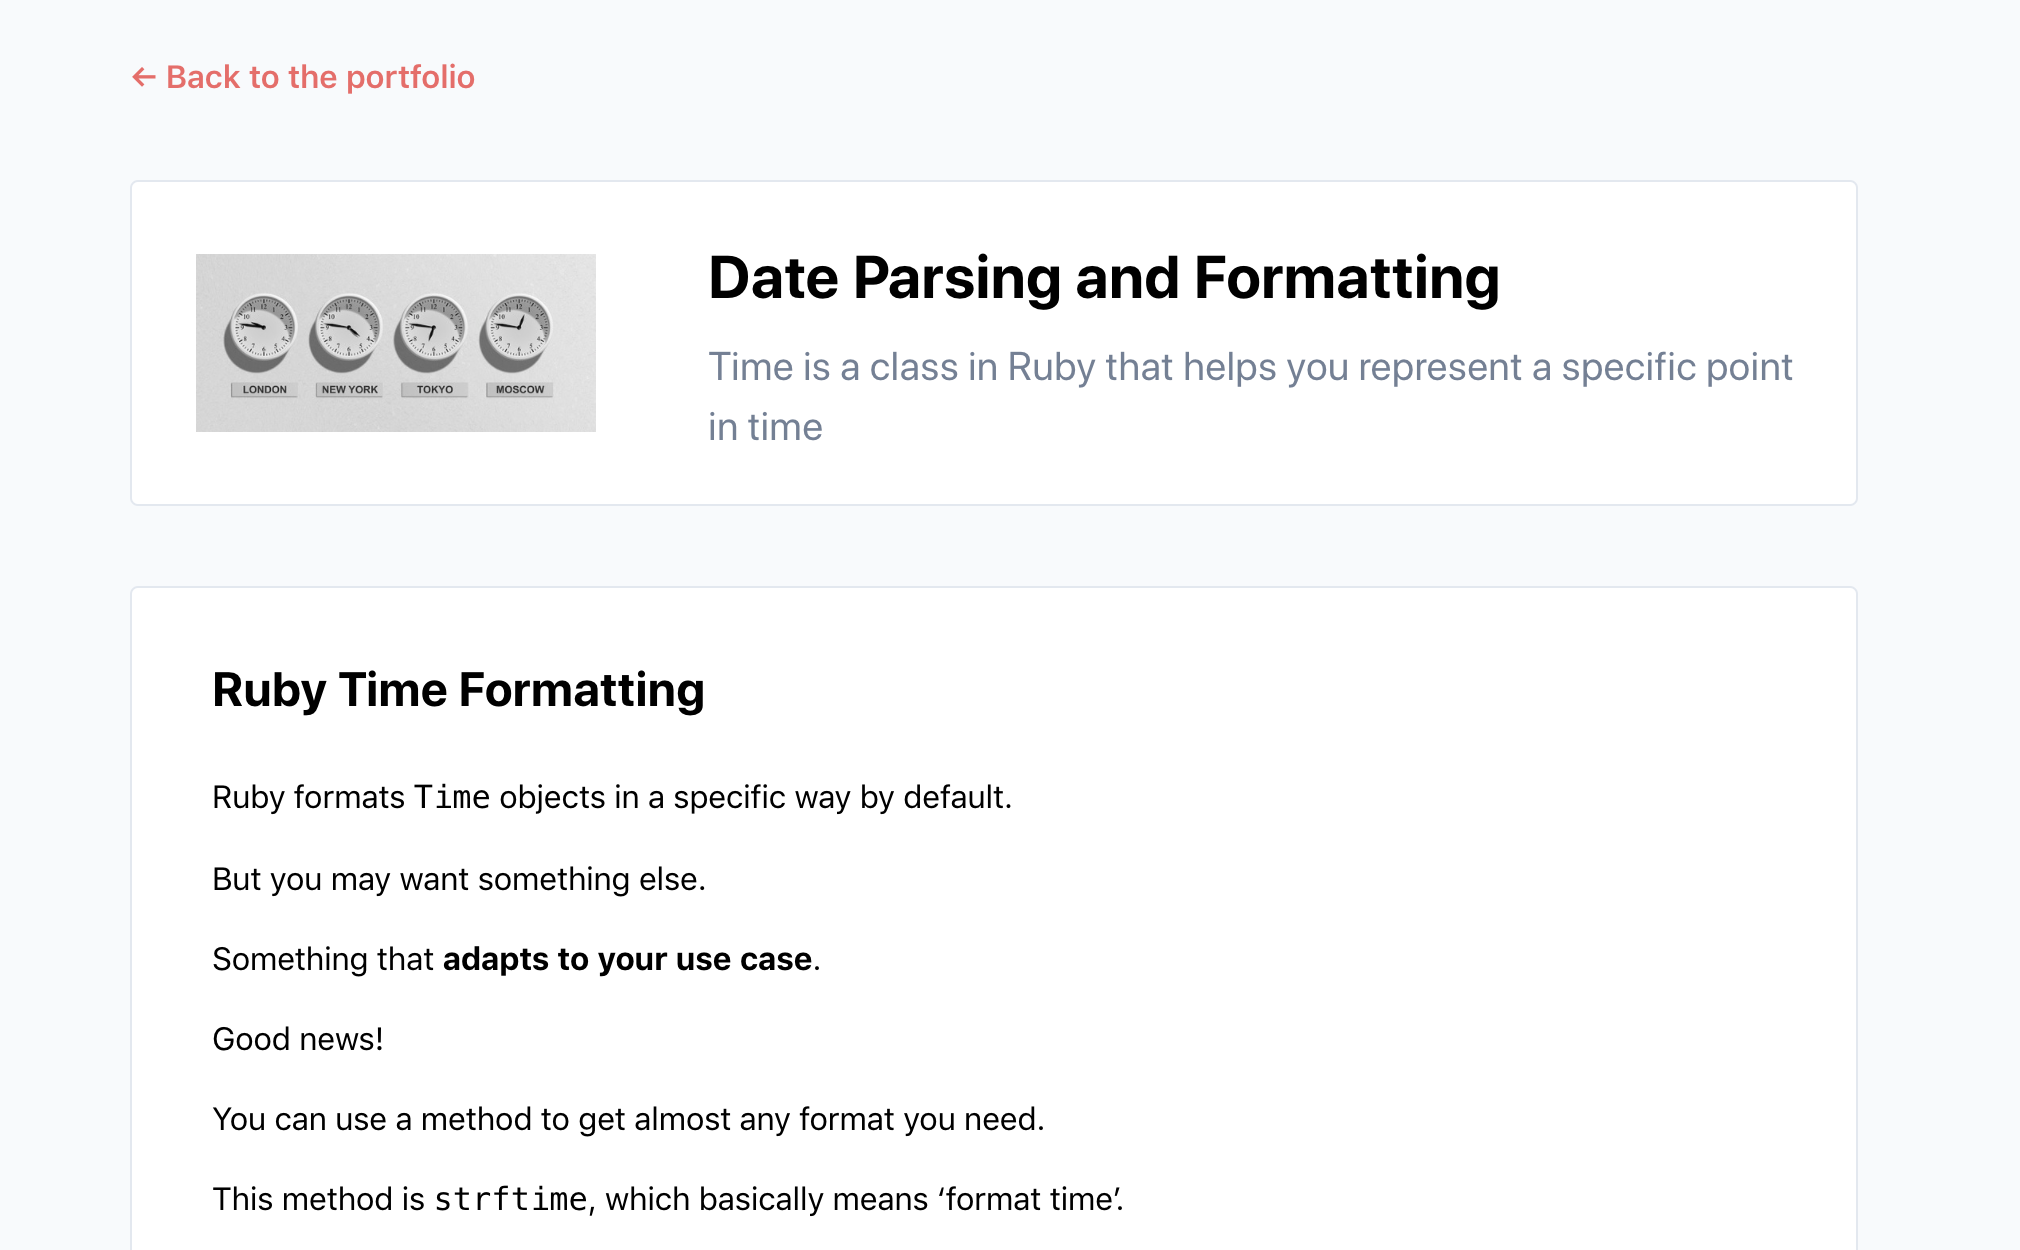 ← Back to the portfolio
LONDON
NEW YORK
TOKYO
MOSCOW
Date Parsing and Formatting
Time is a class in Ruby that helps you represent a specific point
in time
Ruby Time Formatting
Ruby formats Time objects in a specific way by default.
But you may want something else.
Something that adapts to your use case.
Good news!
You can use a method to get almost any format you need.
This method is strftime, which basically means ‘format time’.